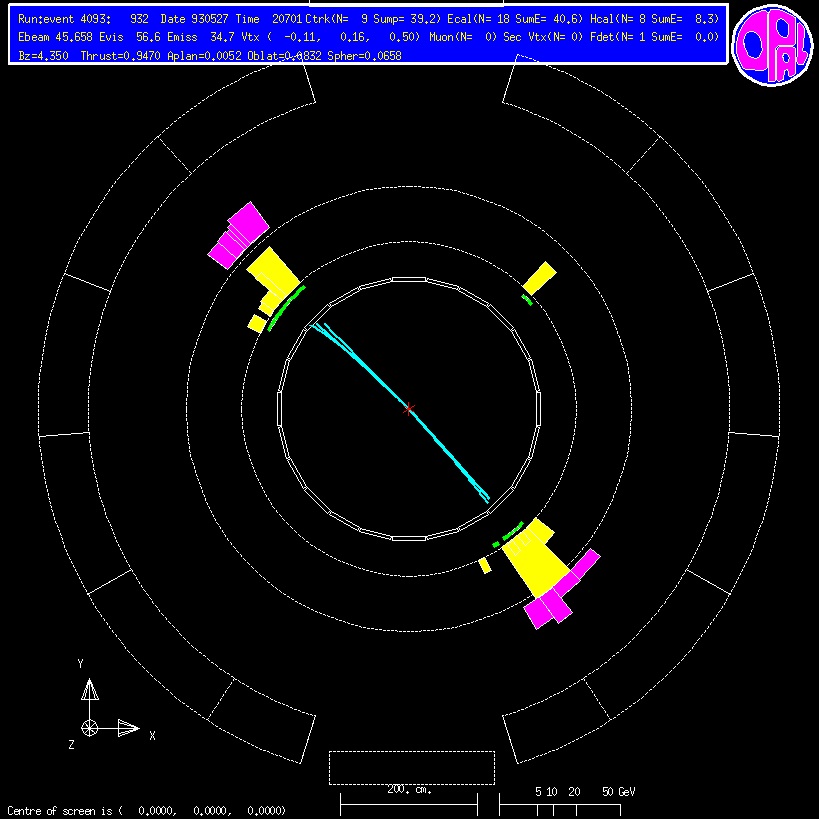 Run:event 4093: 932 Date 930527 Time 20701 Ctrk(N= 9 Sump= 39.2) Ecal(N= 18 SumE= 40.6) Hcal(N= 8 SumE= 8.3)
Ebeam 45.658 Evis 56.6 Emiss 34.7 Vtx ( -0.11, 0.16, 0.50) Muon(N= 0) Sec Vtx(N= 0) Fdet(N= 1 SumE= 0.0)
Bz=4.350 Thrust=0.9470 Aplan=0.0052 Oblat=0.0832 Spher=0.0658
OPAL
Y
X
Z
200. cm.
5 10 20 50 GeV
Centre of screen is ( 0.0000, 0.0000, 0.0000)